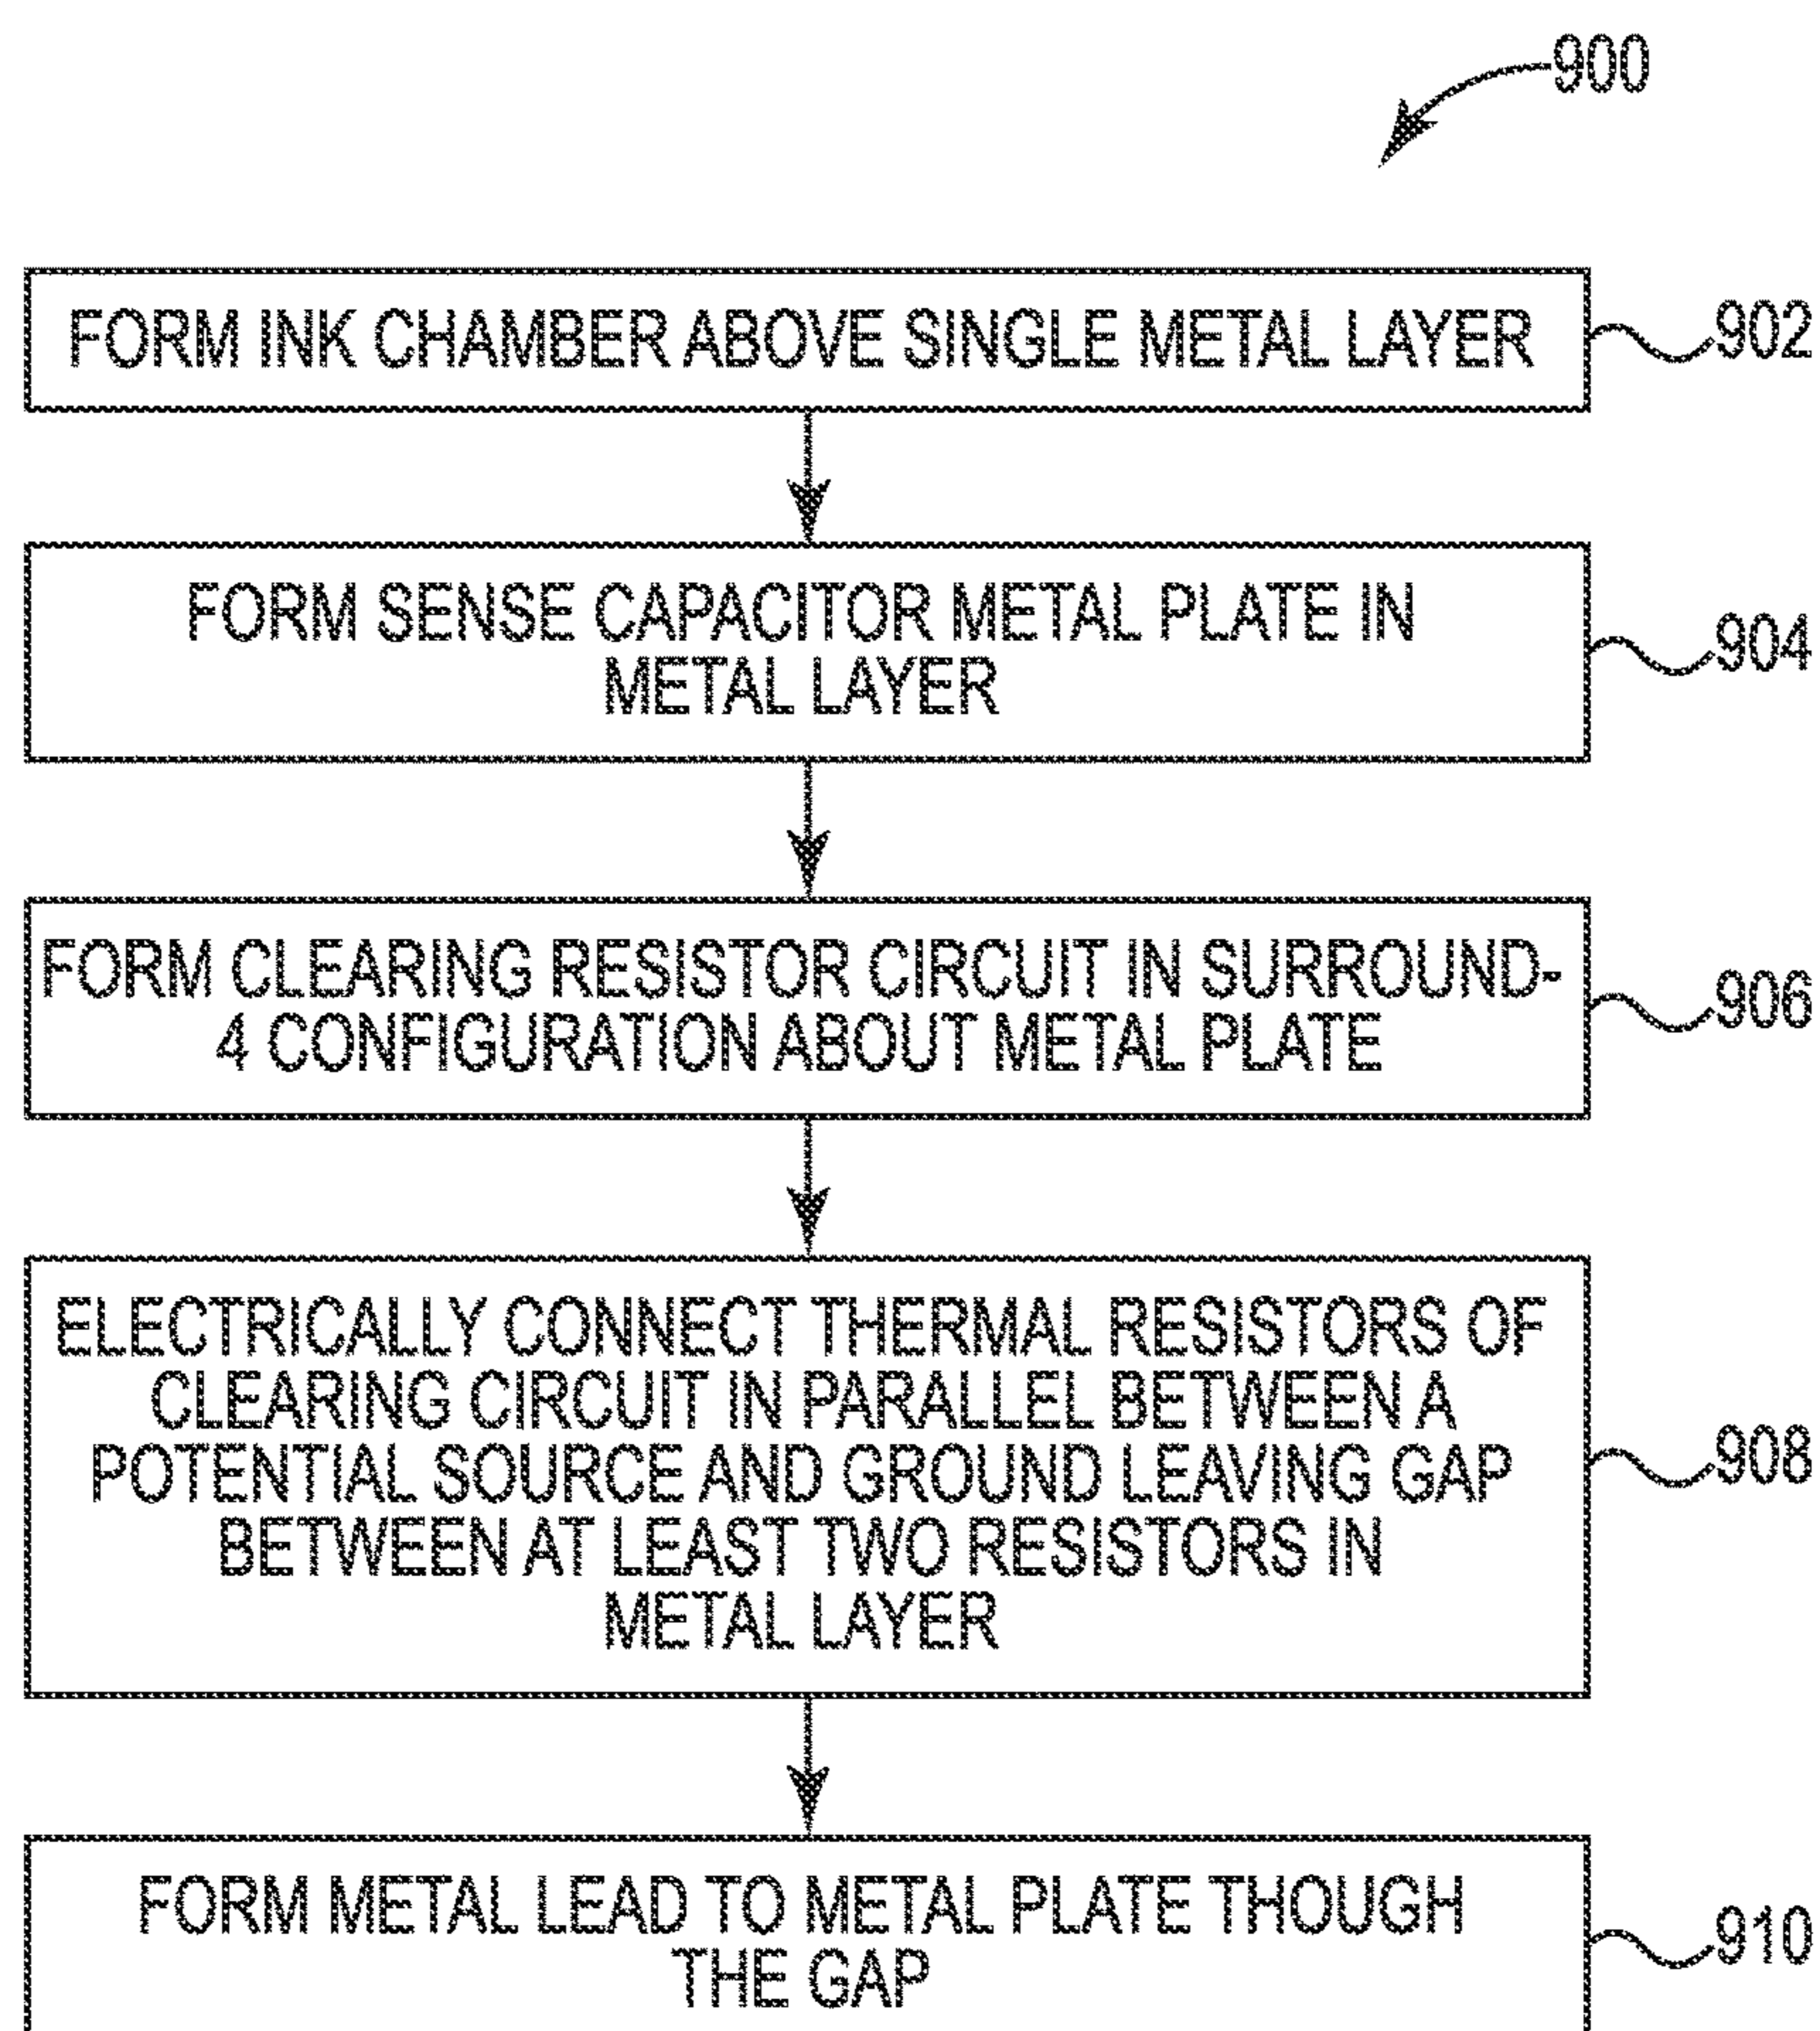 900
FORM INK CHAMBER ABOVE SINGLE METAL LAYER
902
FORM SENSE CAPACITOR METAL PLATE IN
METAL LAYER
904
FORM CLEARING RESISTOR CIRCUIT IN SURROUND-
4 CONFIGURATION ABOUT METAL PLATE
906
ELECTRICALLY CONNECT THERMAL RESISTORS OF
CLEARING CIRCUIT IN PARALLEL BETWEEN A
POTENTIAL SOURCE AND GROUND LEAVING GAP
BETWEEN AT LEAST TWO RESISTORS IN
METAL LAYER
908
FORM METAL LEAD TO METAL PLATE THOUGH
THE GAP
910